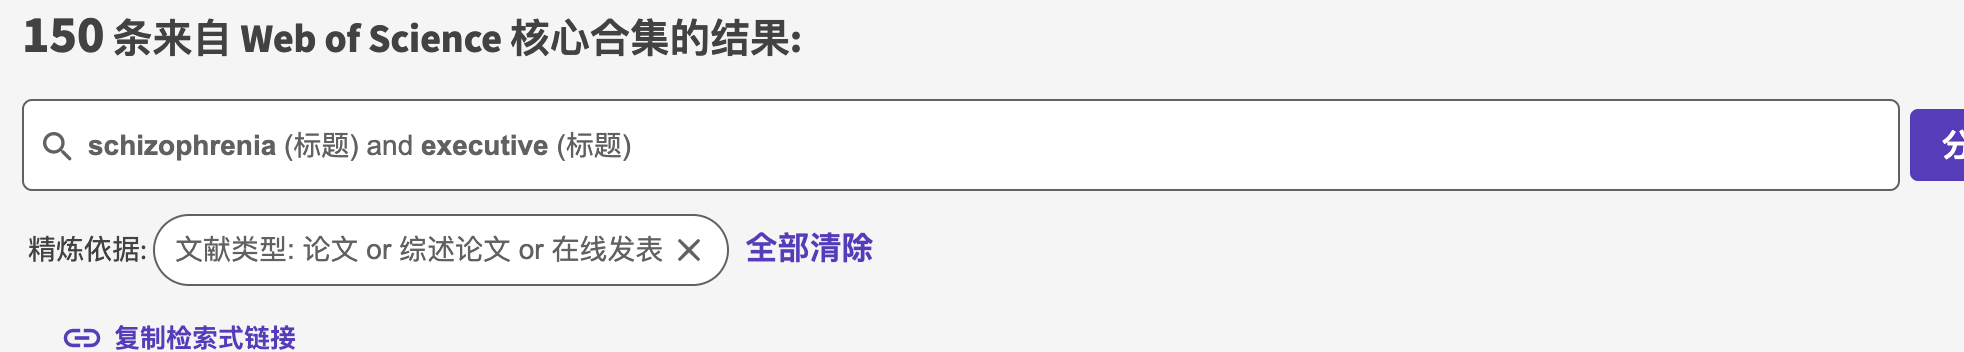 150 条来自 Web of Science 核心合集的结果:
schizophrenia (标题) and executive (标题)
分
精炼依据: 文献类型: 论文 or 综述论文 or 在线发表 全部清除
复制检索式链接